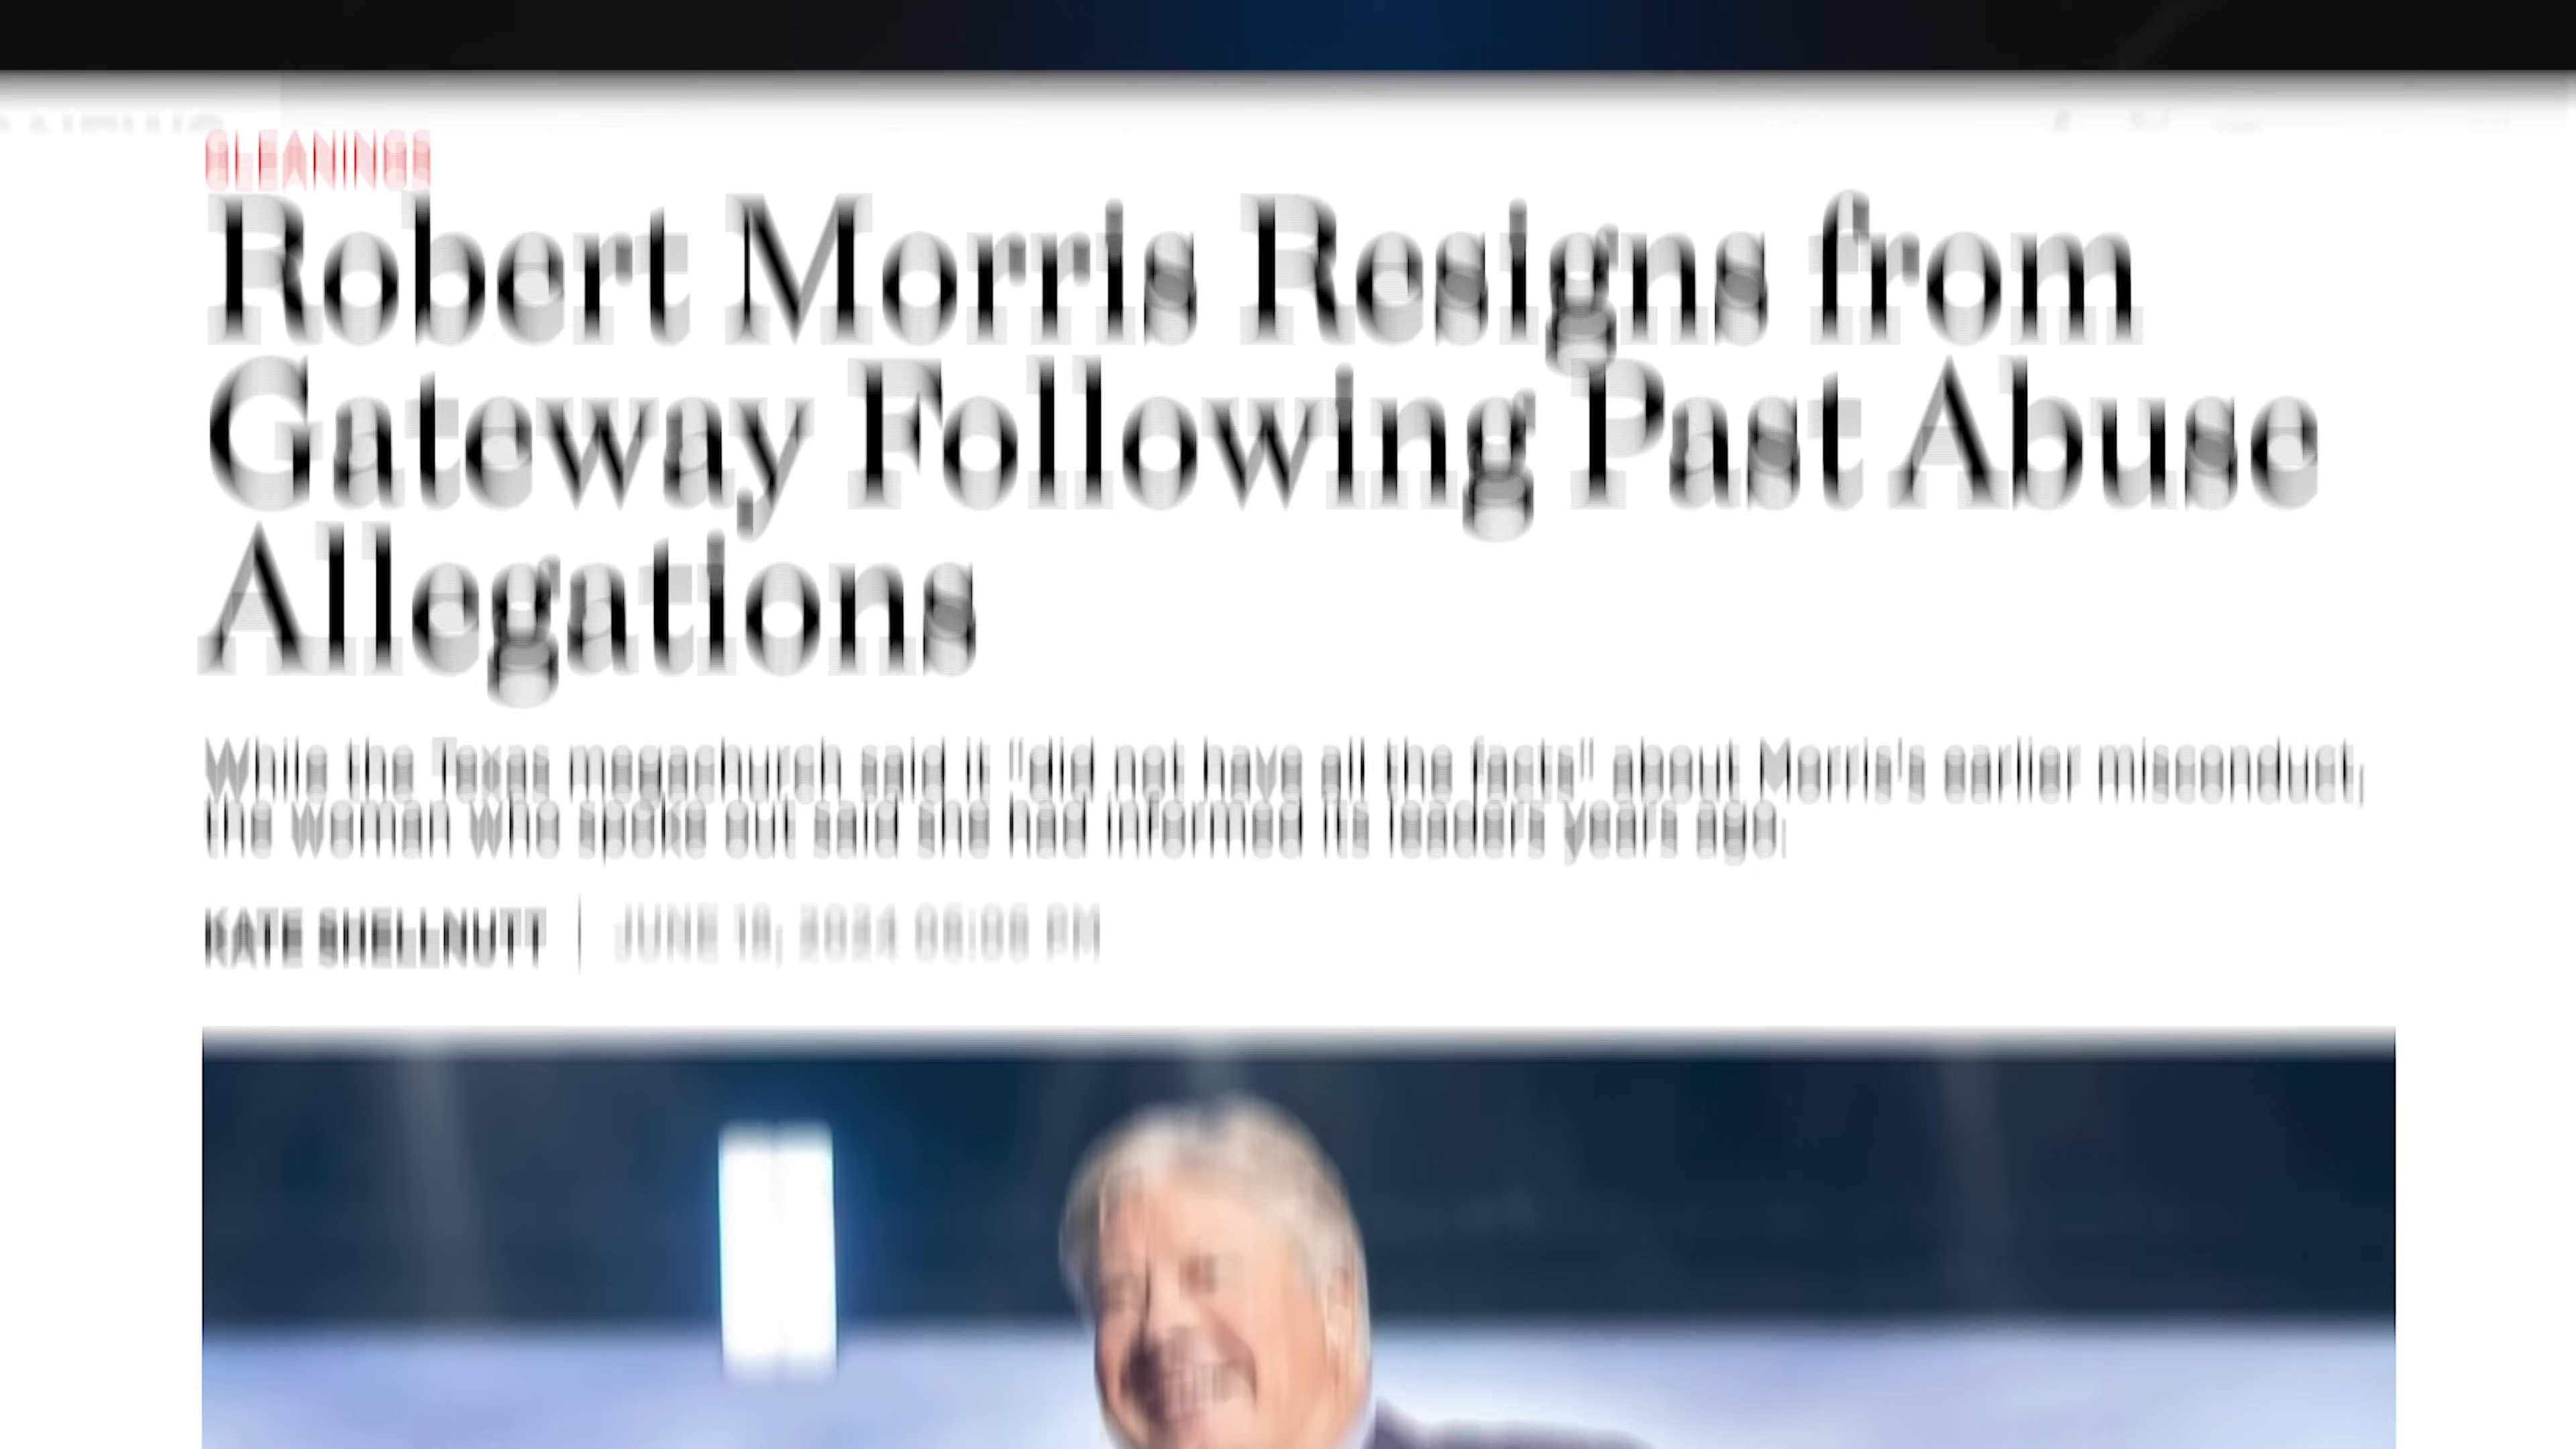 GLEANINGS
Robert Morris Resigns from
Gateway Following Past Abuse
Allegations
While the Texas megachurch said it "did not have all the facts" about Morris's earlier misconduct,
the woman who spoke out said she had informed its leaders years ago.
KATE SHELLNUTT | JUNE 18, 2024 06:06 PM